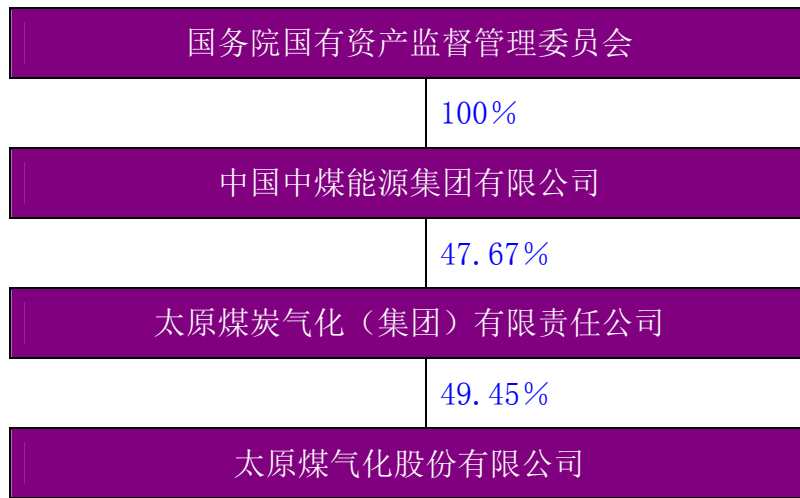 国务院国有资产监督管理委员会
100％
中国中煤能源集团有限公司
47.67％
太原煤炭气化（集团）有限责任公司
49.45％
太原煤气化股份有限公司